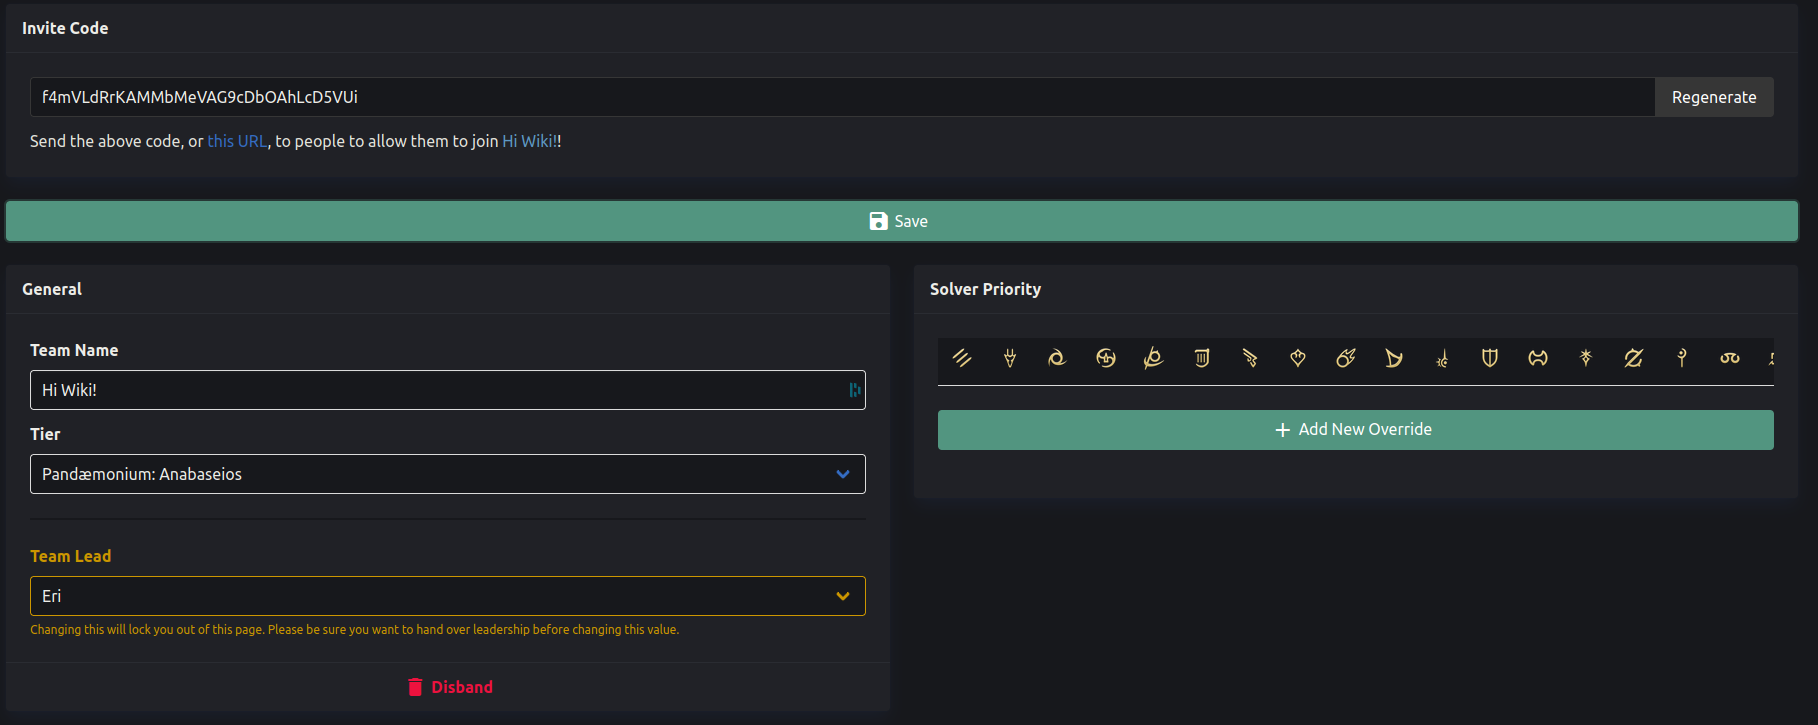 Invite Code
f4mVLdRrKAMMbMeVAG9cDbOAhLcD5VUi
Regenerate
Send the above code, or this URL, to people to allow them to join Hi Wiki!!
Save
General
Team Name
Hi Wiki!
Tier
Pandæmonium: Anabaseios
Team Lead
Eri
Changing this will lock you out of this page. Please be sure you want to hand over leadership before changing this value.
Disband
Solver Priority
Add New Override